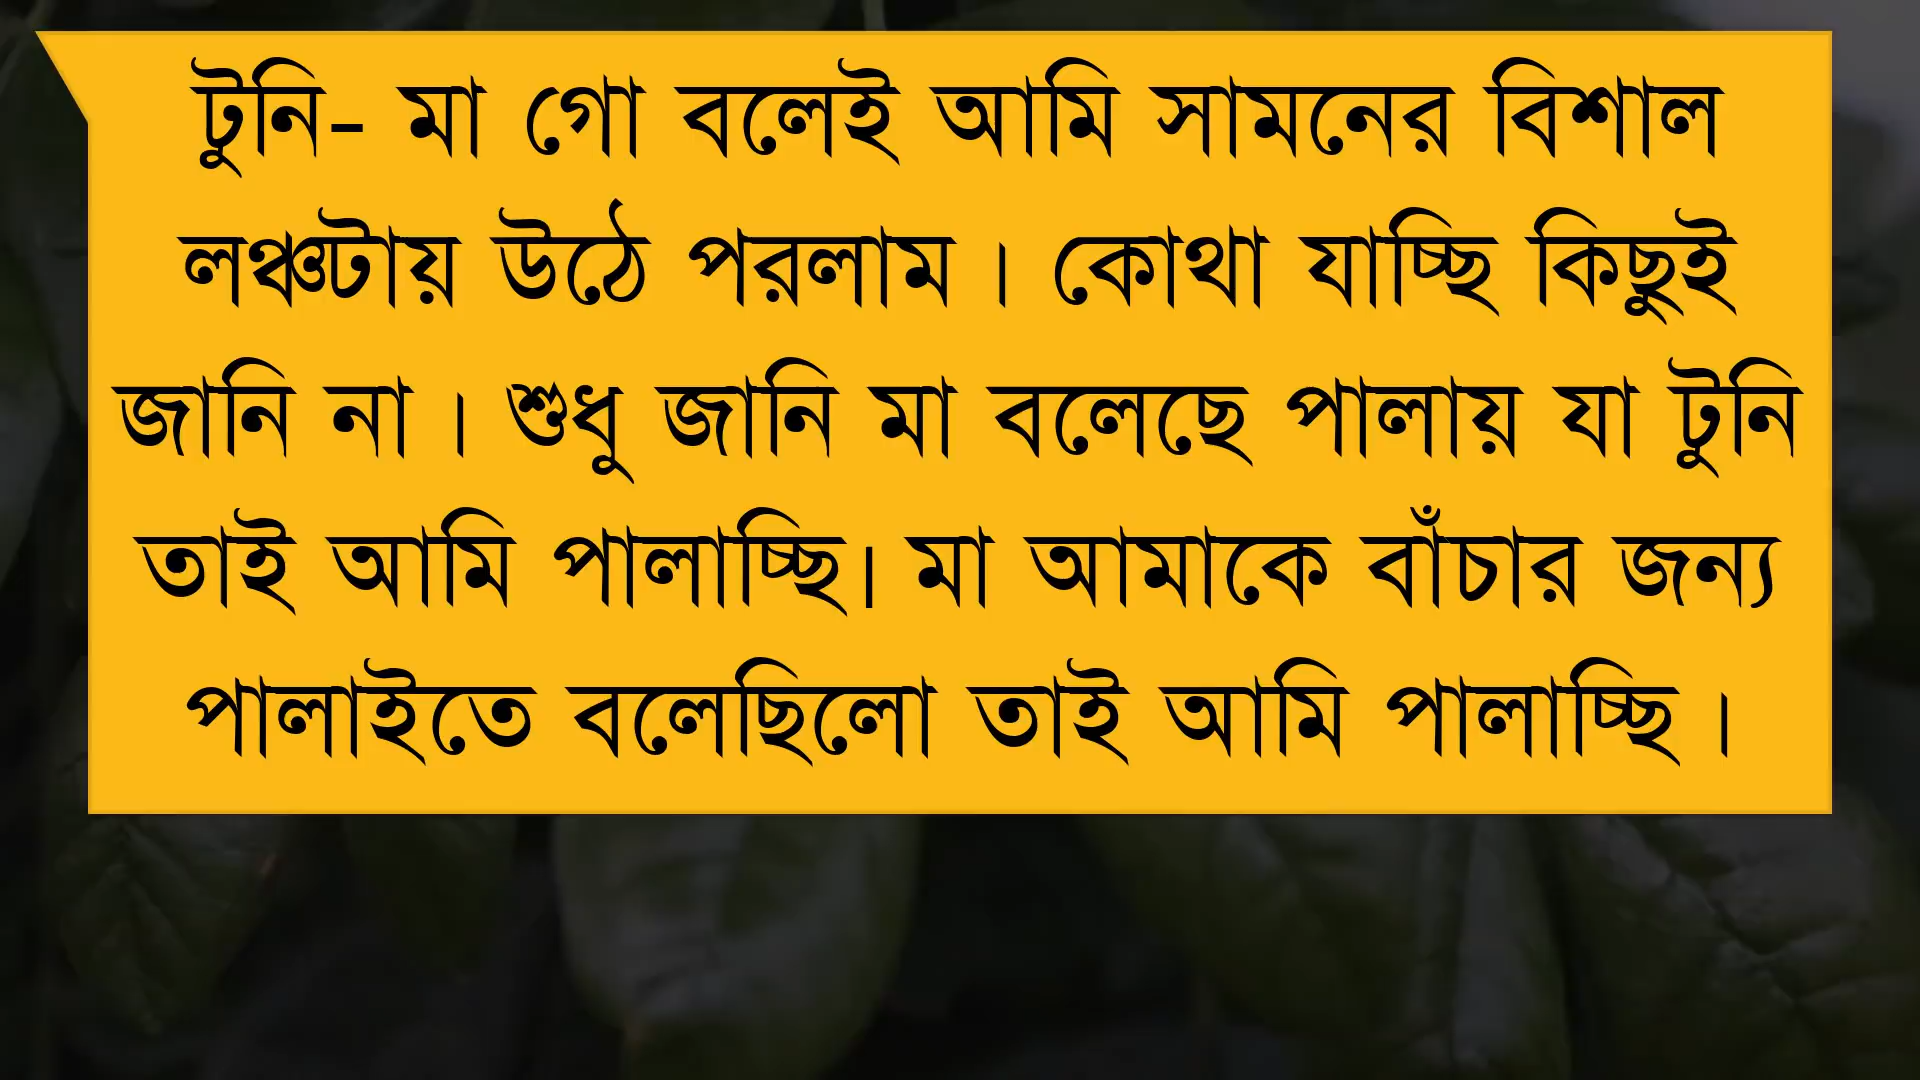 টুনি- মা গো বলেই আমি সামনের বিশাল
লঞ্চটায় উঠে পরলাম । কোথা যাচ্ছি কিছুই
জানি না । শুধু জানি মা বলেছে পালায় যা টুনি
তাই আমি পালাচ্ছি। মা আমাকে বাঁচার জন্য
পালাইতে বলেছিলো তাই আমি পালাচ্ছি ।